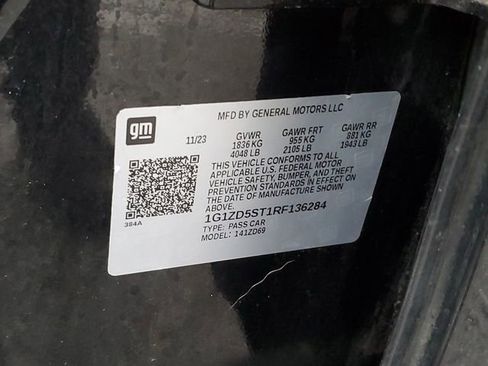 MFD BY GENERAL MOTORS LLC
gm
11/23 GVWR GAWR FRT GAWR RR
1836 KG 955 KG 881 KG
4048 LB 2105 LB 1943 LB
THIS VEHICLE CONFORMS TO ALL
APPLICABLE U.S. FEDERAL MOTOR
VEHICLE SAFETY, BUMPER, AND THEFT
PREVENTION STANDARDS IN EFFECT ON
THE DATE OF MANUFACTURE SHOWN
ABOVE.
1G1ZD5ST1RF136284
TYPE: PASS CAR
MODEL: 141ZD69
384A